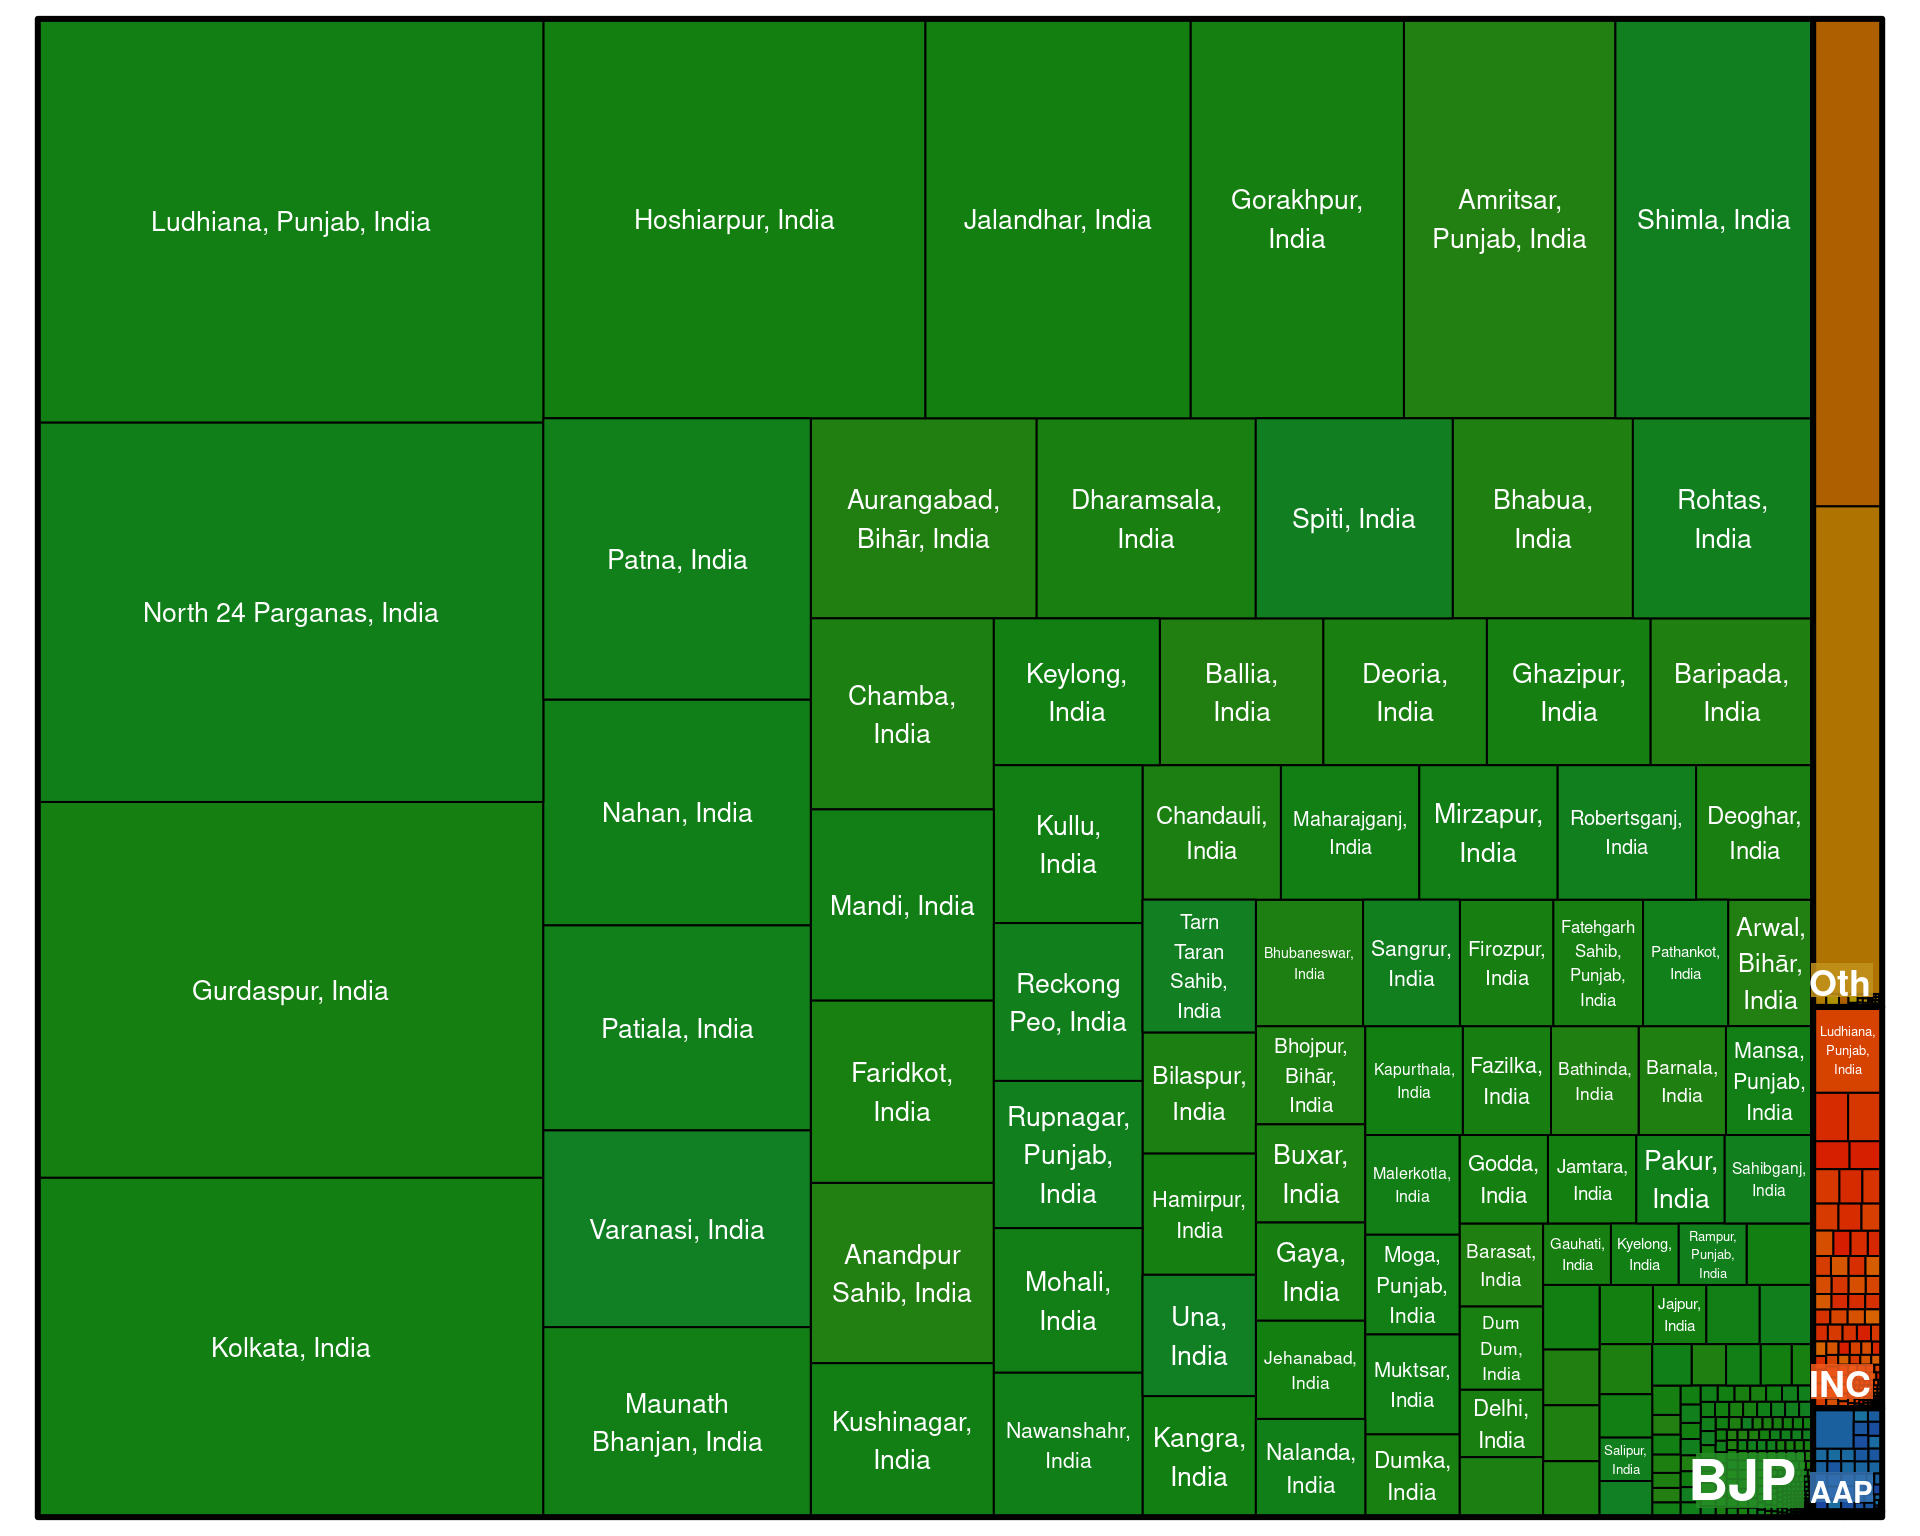 Ludhiana, Punjab, India
Hoshiarpur, India
Jalandhar, India
Gorakhpur,
India
Amritsar,
Punjab, India
Shimla, India
North 24 Parganas, India
Patna, India
Aurangabad,
Bihār, India
Dharamsala,
India
Spiti, India
Bhabua,
India
Rohtas,
India
Chamba,
India
Keylong,
India
Ballia,
India
Deoria,
India
Ghazipur,
India
Baripada,
India
Nahan, India
Kullu,
India
Chandauli,
India
Maharajganj,
India
Mirzapur,
India
Robertsganj,
India
Deoghar,
India
Mandi, India
Gurdaspur, India
Patiala, India
Reckong
Peo, India
Tarn
Taran
Sahib,
India
Bhubaneswar,
India
Sangrur,
India
Firozpur,
India
Fatehgarh
Sahib,
Punjab,
India
Pathankot,
India
Arwal,
Bihār,
India
Oth
Faridkot,
India
Rupnagar,
Punjab,
India
Bilaspur,
India
Bhojpur,
Bihār,
India
Kapurthala,
India
Fazilka,
India
Bathinda,
India
Barnala,
India
Mansa,
Punjab,
India
Ludhiana,
Punjab,
India
Varanasi, India
Hamirpur,
India
Buxar,
India
Malerkotla,
India
Godda,
India
Jamtara,
India
Pakur,
India
Sahibganj,
India
Anandpur
Sahib, India
Mohali,
India
Una,
India
Gaya,
India
Moga,
Punjab,
India
Barasat,
India
Gauhati,
India
Kyelong,
India
Rampur,
Punjab,
India
Kolkata, India
Jehanabad,
India
Dum
Dum,
India
Jajpur,
India
Maunath
Bhanjan, India
Kushinagar,
India
Nawanshahr,
India
Kangra,
India
Nalanda,
India
Muktsar,
India
Delhi,
India
INC
Dumka,
India
Salipur,
India
BJP
AAP